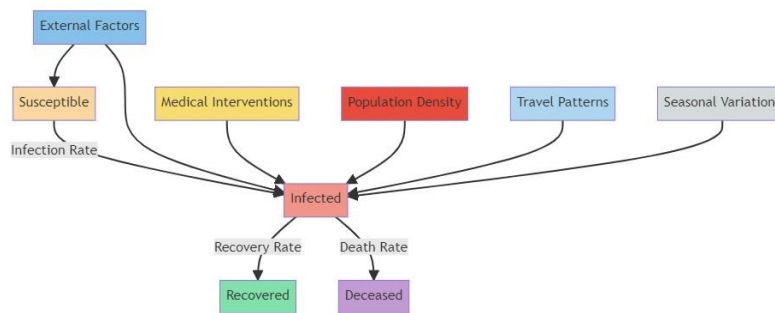 External Factors
Susceptible
Medical Interventions
Population Density
Travel Patterns
Seasonal Variation
Infection Rate
Infected
Recovery Rate
Death Rate
Recovered
Deceased